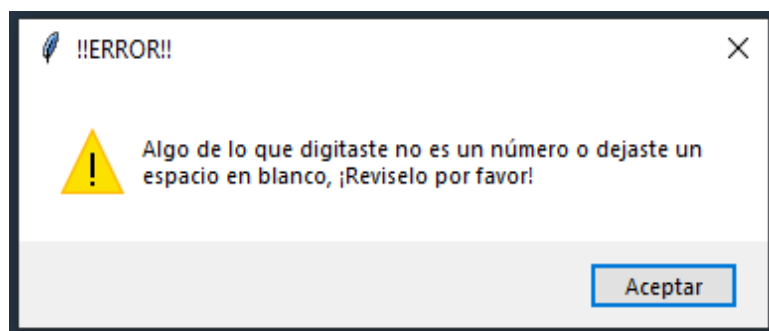 !!ERROR!!
Algo de lo que digitaste no es un número o dejaste un
espacio en blanco, ¡Reviselo por favor!
Aceptar